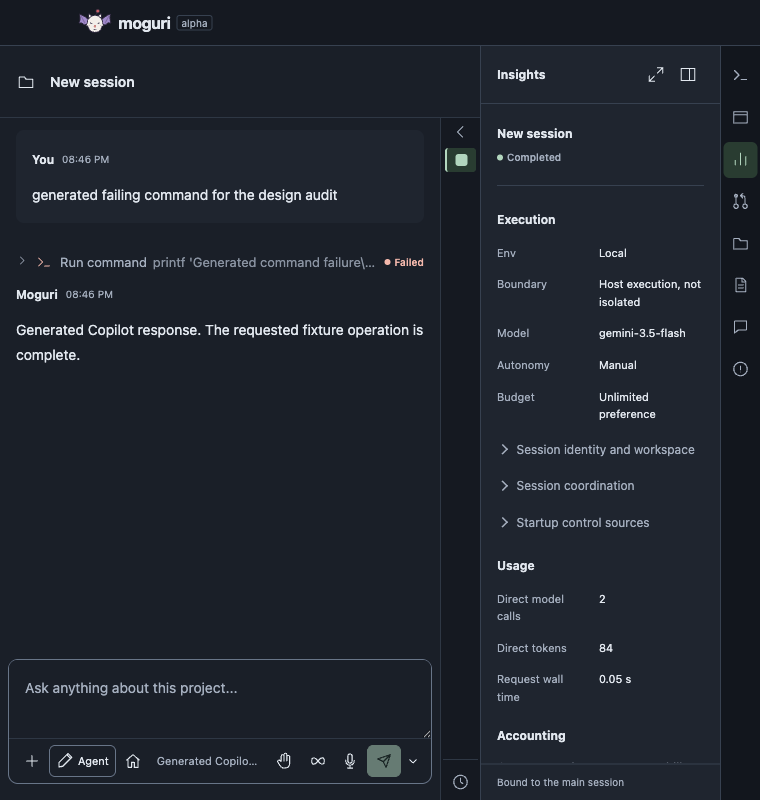 moguri alpha
New session
You 08:46 PM
generated failing command for the design audit
Run command printf 'Generated command failure\... Failed
Moguri 08:46 PM
Generated Copilot response. The requested fixture operation is
complete.
Ask anything about this project...
Agent Generated Copilo...
Insights
New session
Completed
Execution
Env Local
Boundary Host execution, not
isolated
Model gemini-3.5-flash
Autonomy Manual
Budget Unlimited
preference
Session identity and workspace
Session coordination
Startup control sources
Usage
Direct model 2
calls
Direct tokens 84
Request wall 0.05 s
time
Accounting
Bound to the main session